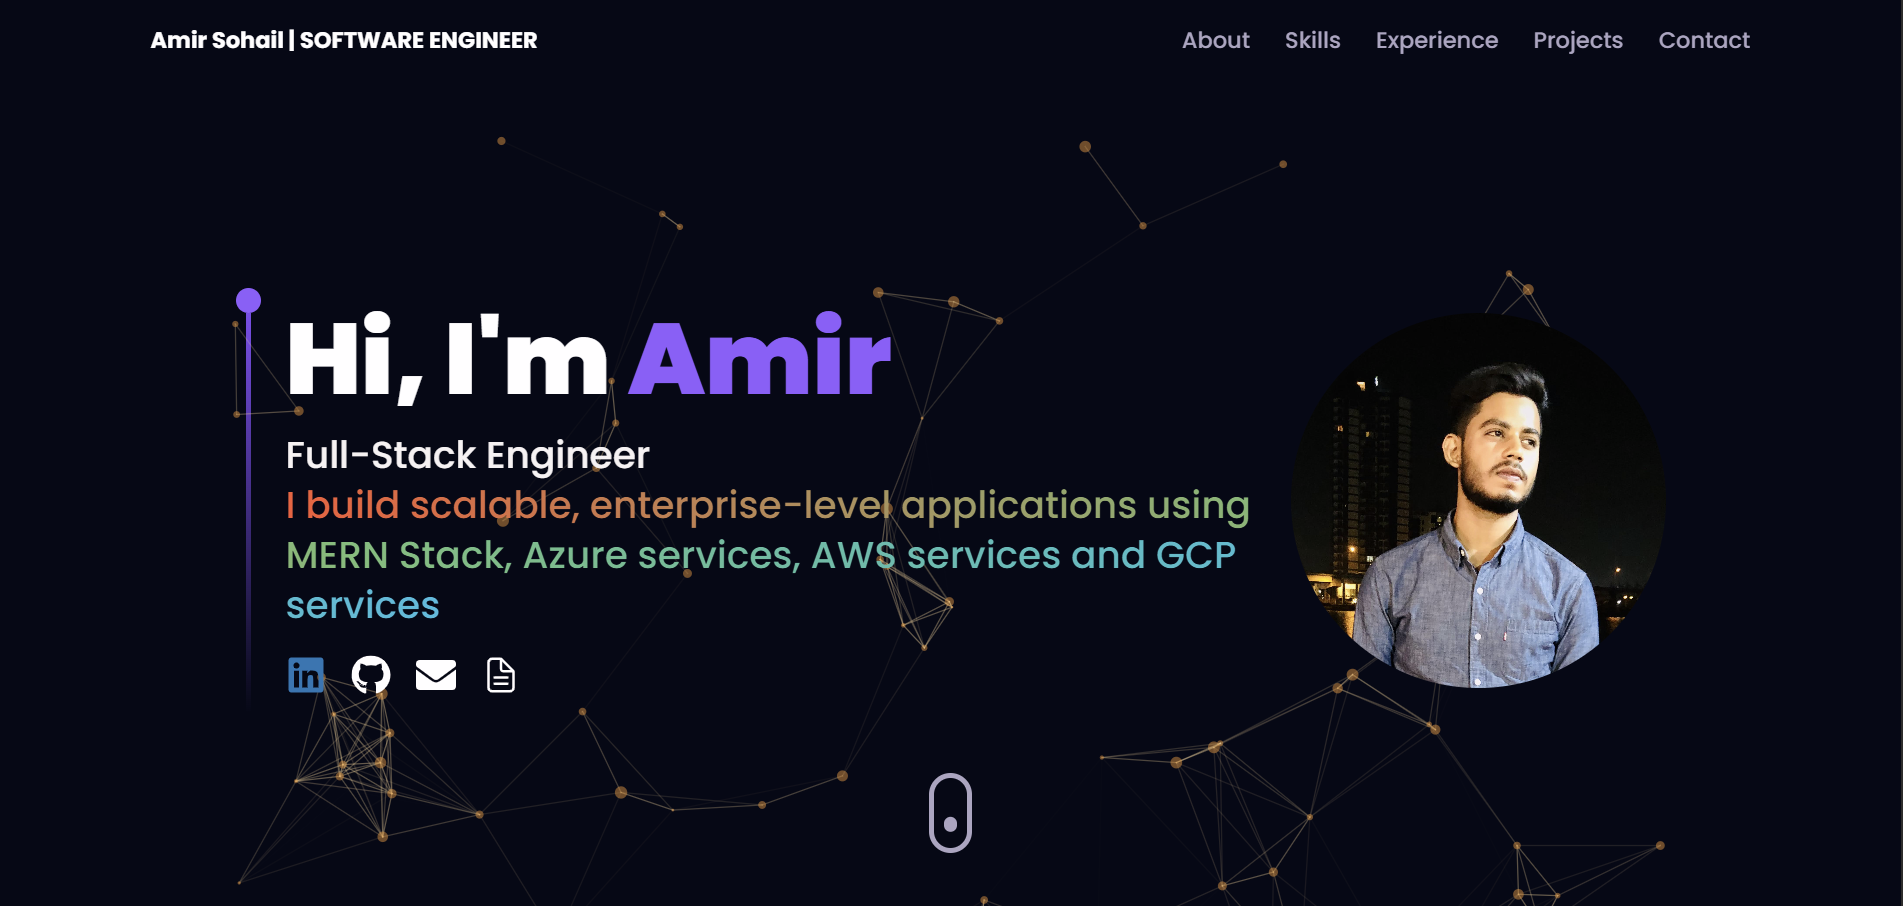 Amir Sohail | SOFTWARE ENGINEER
About Skills Experience Projects Contact
Hi, I'm Amir
Full-Stack Engineer
I build scalable, enterprise-level applications using
MERN Stack, Azure services, AWS services and GCP
services
in